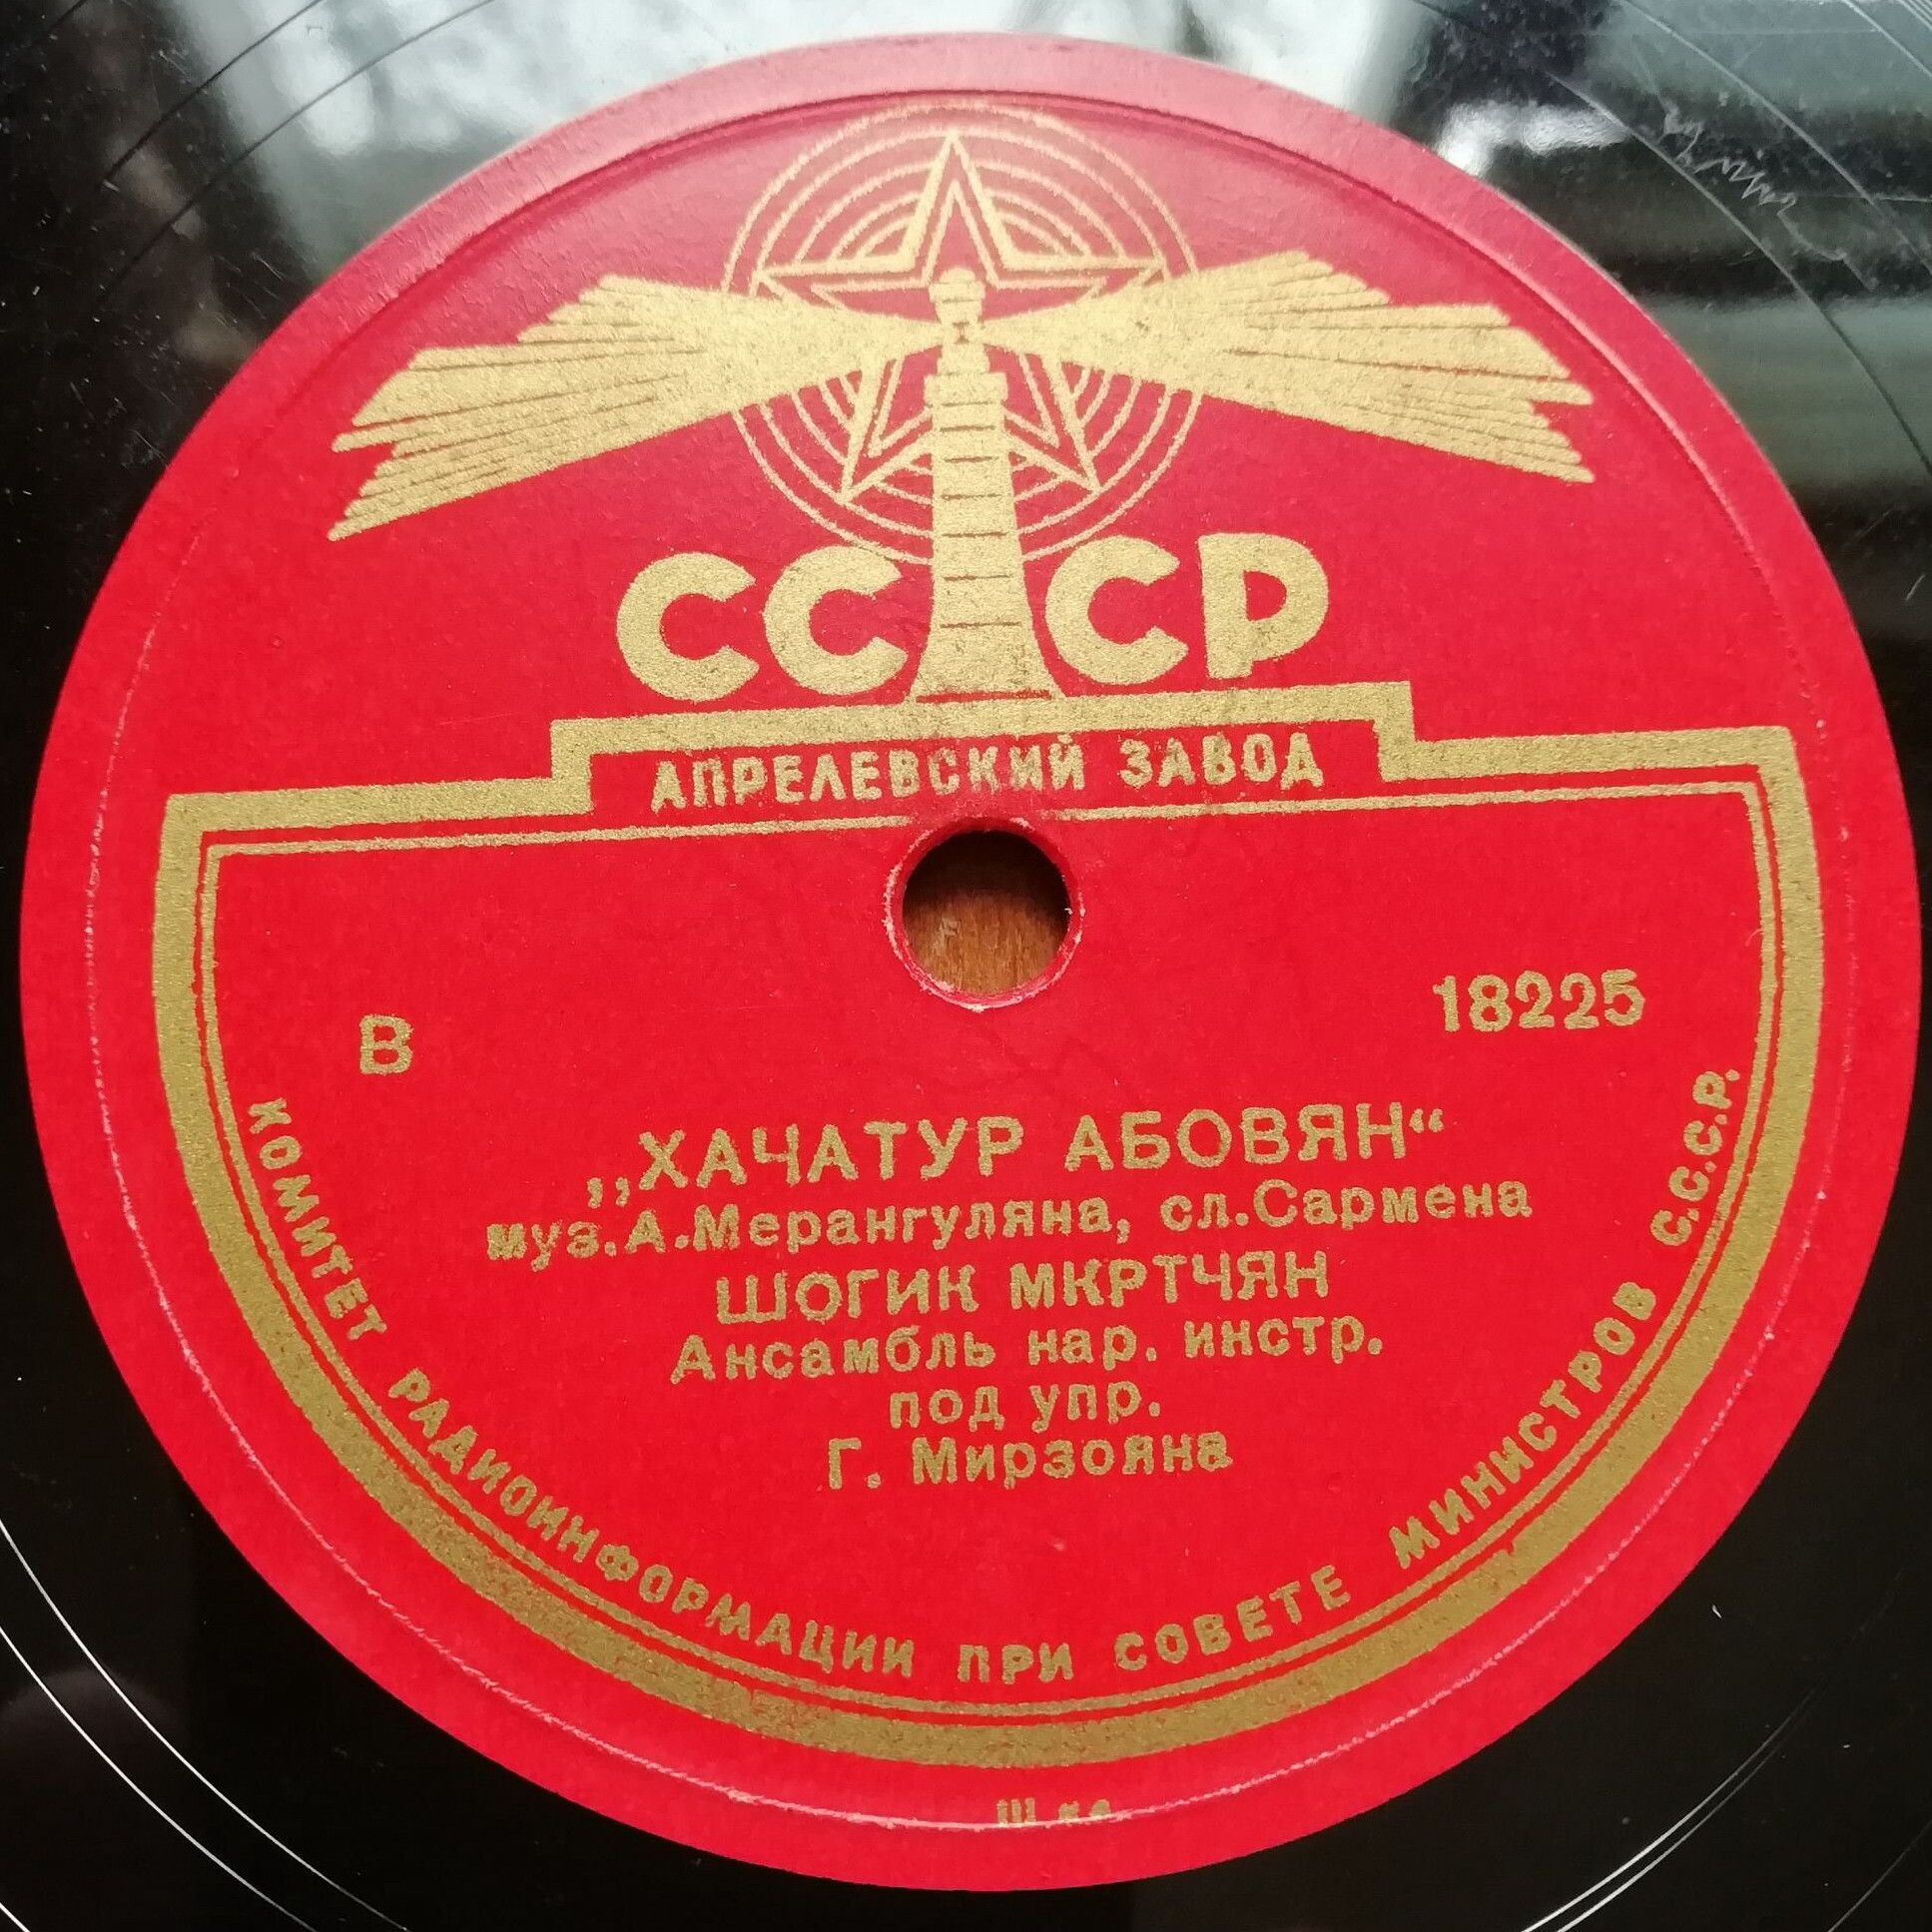 СССР
АПРЕЛЕВСКИЙ ЗАВОД
В
18225
,,ХАЧАТУР АБОВЯН“
муз.А.Мерангуляна, сл.Сармена
ШОГИК МКРТЧЯН
Ансамбль нар. инстр.
под упр.
Г. Мирзояна
КОМИТЕТ РАДИОИНФОРМАЦИИ ПРИ СОВЕТЕ МИНИСТРОВ С.С.С.Р.